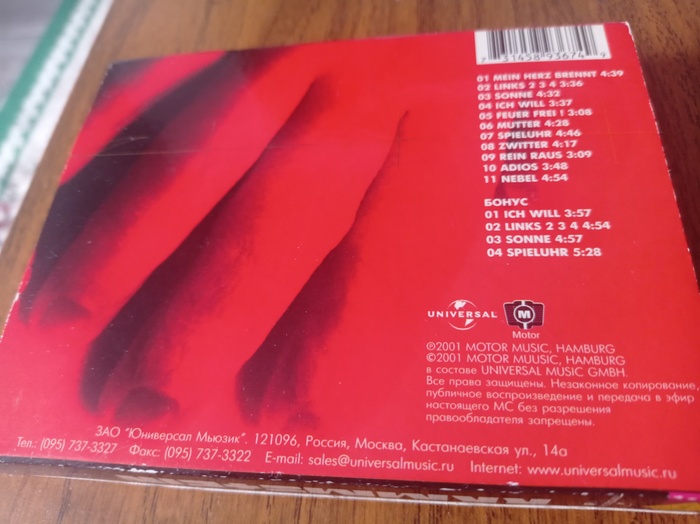 7 31458 93674 9
01 MEIN HERZ BRENNT 4:39
02 LINKS 2 3 4 3:36
03 SONNE 4:32
04 ICH WILL 3:37
05 FEUER FREI ! 3:08
06 MUTTER 4:28
07 SPIELUHR 4:46
08 ZWITTER 4:17
09 REIN RAUS 3:09
10 ADIOS 3:48
11 NEBEL 4:54
БОНУС
01 ICH WILL 3:57
02 LINKS 2 3 4 4:54
03 SONNE 4:57
04 SPIELUHR 5:28
UNIVERSAL
M
Motor
℗2001 MOTOR MUSIC, HAMBURG
©2001 MOTOR MUUSIC, HAMBURG
в составе UNIVERSAL MUSIC GMBH.
Все права защищены. Незаконное копирование,
публичное воспроизведение и передача в эфир
настоящего МС без разрешения
правообладателя запрещены.
ЗАО "Юниверсал Мьюзик". 121096, Россия, Москва, Кастанаевская ул., 14а
Тел.: (095) 737-3327 Факс: (095) 737-3322 E-mail: sales@universalmusic.ru Internet: www.universalmusic.ru